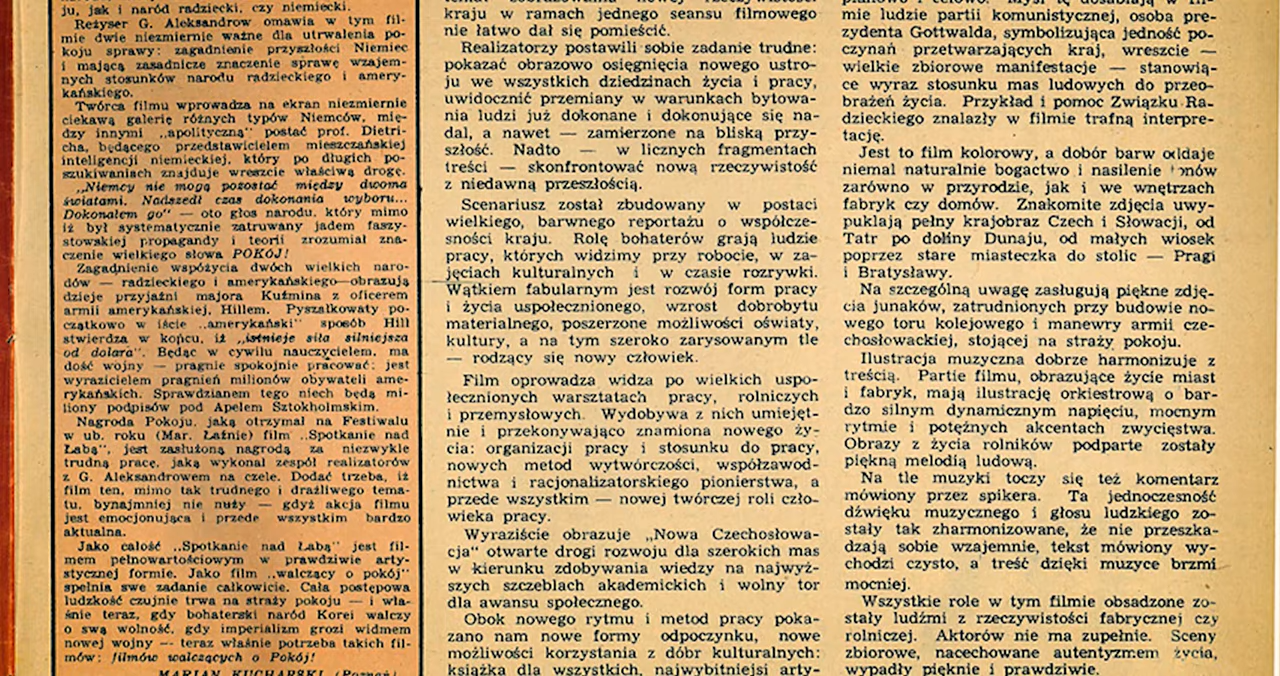 ju, jak i naród radziecki, czy niemiecki.
Reżyser G. Aleksandrow omawia w tym fil-
mie dwie niezmiernie ważne dla utrwalenia po-
koju sprawy: zagadnienie przyszłości Niemiec
i mającą zasadnicze znaczenie sprawę wzajem-
nych stosunków narodu radzieckiego i amery-
kańskiego.
Twórca filmu wprowadza na ekran niezmiernie
ciekawą galerię różnych typów Niemców, mię-
dzy innymi „apolityczną" postać prof. Dietri-
cha, będącego przedstawicielem mieszczańskiej
inteligencji niemieckiej, który po długich po-
szukiwaniach znajduje wreszcie właściwą drogę.
„Niemcy nie mogą pozostać między dwoma
światami. Nadszedł czas dokonania wyboru...
Dokonałem go" — oto głos narodu, który mimo
iż był systematycznie zatruwany jadem faszy-
stowskiej propagandy i teorii zrozumiał zna-
czenie wielkiego słowa POKÓJ!
Zagadnienie współżycia dwóch wielkich naro-
dów — radzieckiego i amerykańskiego—obrazują
dzieje przyjaźni majora Kuźmina z oficerem
armii amerykańskiej, Hillem. Pyszałkowaty po-
czątkowo w iście „amerykański" sposób Hill
stwierdza w końcu, iż „istnieje siła silniejsza
od dolara". Będąc w cywilu nauczycielem, ma
dość wojny — pragnie spokojnie pracować; jest
wyrazicielem pragnień milionów obywateli ame-
rykańskich. Sprawdzianem tego niech będą mi-
liony podpisów pod Apelem Sztokholmskim.
Nagroda Pokoju, jaką otrzymał na Festiwalu
w ub. roku (Mar. Łaźnie) film „Spotkanie nad
Łabą", jest zasłużoną nagrodą za niezwykle
trudną pracę, jaką wykonał zespół realizatorów
z G. Aleksandrowem na czele. Dodać trzeba, iż
film ten, mimo tak trudnego i drażliwego tema-
tu, bynajmniej nie nuży — gdyż akcja filmu
jest emocjonująca i przede wszystkim bardzo
aktualna.
Jako całość „Spotkanie nad Łabą" jest fil-
mem pełnowartościowym w prawdziwie arty-
stycznej formie. Jako film „walczący o pokój"
spełnia swe zadanie całkowicie. Cała postępowa
ludzkość czujnie trwa na straży pokoju — i wła-
śnie teraz, gdy bohaterski naród Korei walczy
o swą wolność, gdy imperializm grozi widmem
nowej wojny — teraz właśnie potrzeba takich fil-
mów: filmów walczących o Pokój!
MARIAN KUCHARSKI (Poznań)
kraju w ramach jednego seansu filmowego
nie łatwo dał się pomieścić.
Realizatorzy postawili sobie zadanie trudne:
pokazać obrazowo osięgnięcia nowego ustro-
ju we wszystkich dziedzinach życia i pracy,
uwidocznić przemiany w warunkach bytowa-
nia ludzi już dokonane i dokonujące się na-
dal, a nawet — zamierzone na bliską przy-
szłość. Nadto — w licznych fragmentach
treści — skonfrontować nową rzeczywistość
z niedawną przeszłością.
Scenariusz został zbudowany w postaci
wielkiego, barwnego reportażu o współcze-
sności kraju. Rolę bohaterów grają ludzie
pracy, których widzimy przy robocie, w za-
jęciach kulturalnych i w czasie rozrywki.
Wątkiem fabularnym jest rozwój form pracy
i życia uspołecznionego, wzrost dobrobytu
materialnego, poszerzone możliwości oświaty,
kultury, a na tym szeroko zarysowanym tle
— rodzący się nowy człowiek.
Film oprowadza widza po wielkich uspo-
łecznionych warsztatach pracy, rolniczych
i przemysłowych. Wydobywa z nich umiejęt-
nie i przekonywająco znamiona nowego ży-
cia: organizacji pracy i stosunku do pracy,
nowych metod wytwórczości, współzawod-
nictwa i racjonalizatorskiego pionierstwa, a
przede wszystkim — nowej twórczej roli czło-
wieka pracy.
Wyraziście obrazuje „Nowa Czechosłowa-
cja" otwarte drogi rozwoju dla szerokich mas
w kierunku zdobywania wiedzy na najwyż-
szych szczeblach akademickich i wolny tor
dla awansu społecznego.
Obok nowego rytmu i metod pracy poka-
zano nam nowe formy odpoczynku, nowe
możliwości korzystania z dóbr kulturalnych:
książka dla wszystkich, najwybitniejsi arty-
mie ludzie partii komunistycznej, osoba pre-
zydenta Gottwalda, symbolizująca jedność po-
czynań przetwarzających kraj, wreszcie —
wielkie zbiorowe manifestacje — stanowią-
ce wyraz stosunku mas ludowych do przeo-
brażeń życia. Przykład i pomoc Związku Ra-
dzieckiego znalazły w filmie trafną interpre-
tację.
Jest to film kolorowy, a dobór barw oddaje
niemal naturalnie bogactwo i nasilenie tonów
zarówno w przyrodzie, jak i we wnętrzach
fabryk czy domów. Znakomite zdjęcia uwy-
puklają pełny krajobraz Czech i Słowacji, od
Tatr po doliny Dunaju, od małych wiosek
poprzez stare miasteczka do stolic — Pragi
i Bratysławy.
Na szczególną uwagę zasługują piękne zdję-
cia junaków, zatrudnionych przy budowie no-
wego toru kolejowego i manewry armii cze-
chosłowackiej, stojącej na straży pokoju.
Ilustracja muzyczna dobrze harmonizuje z
treścią. Partie filmu, obrazujące życie miast
i fabryk, mają ilustrację orkiestrową o bar-
dzo silnym dynamicznym napięciu, mocnym
rytmie i potężnych akcentach zwycięstwa.
Obrazy z życia rolników podparte zostały
piękną melodią ludową.
Na tle muzyki toczy się też komentarz
mówiony przez spikera. Ta jednoczesność
dźwięku muzycznego i głosu ludzkiego zo-
stały tak zharmonizowane, że nie przeszka-
dzają sobie wzajemnie, tekst mówiony wy-
chodzi czysto, a treść dzięki muzyce brzmi
mocniej.
Wszystkie role w tym filmie obsadzone zo-
stały ludźmi z rzeczywistości fabrycznej czy
rolniczej. Aktorów nie ma zupełnie. Sceny
zbiorowe, nacechowane autentyzmem życia,
wypadły pięknie i prawdziwie.